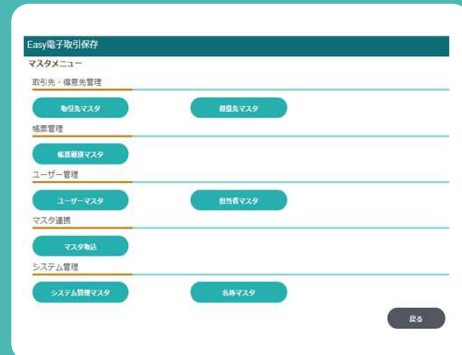 Easy電子取引保存
マスタメニュー
取引先・得意先管理
取引先マスタ 得意先マスタ
帳票管理
帳票種別マスタ
ユーザー管理
ユーザーマスタ 担当者マスタ
マスタ連携
マスタ取込
システム管理
システム管理マスタ 名称マスタ
戻る